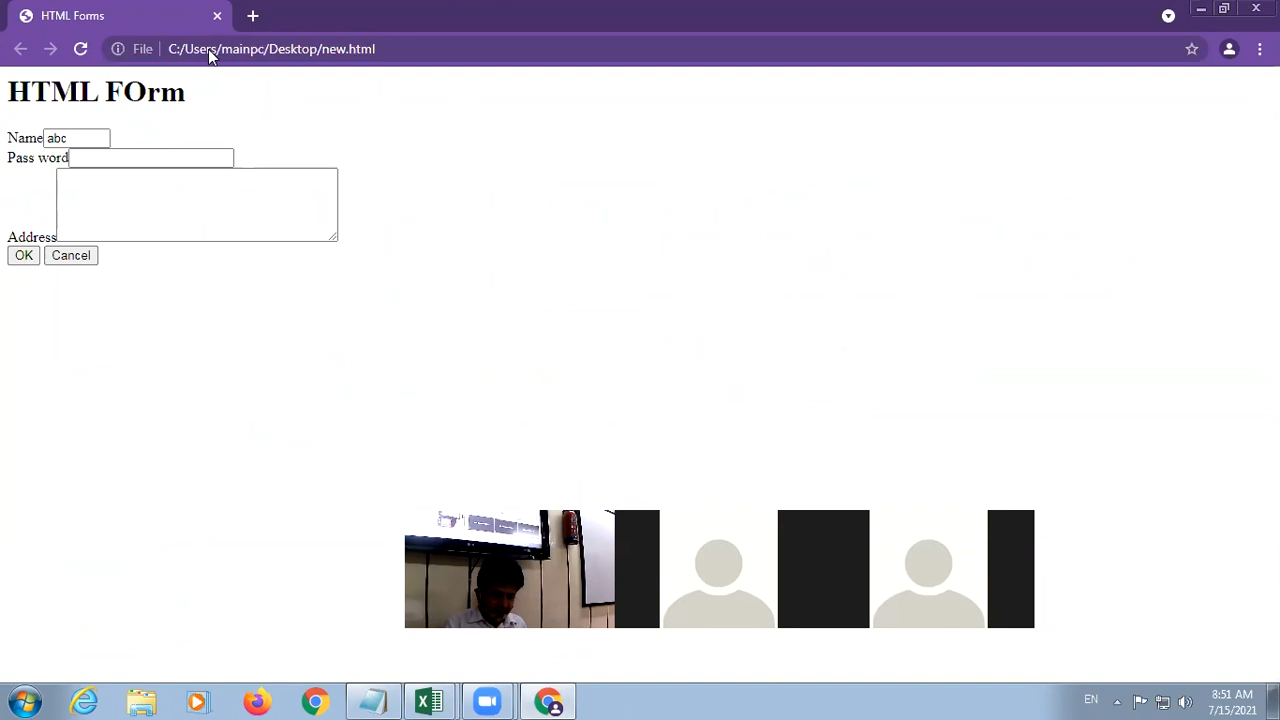 HTML Forms
File
C:/Users/mainpc/Desktop/new.html
HTML FOrm
Name abc
Pass word
Address
OK Cancel
EN
8:51 AM
7/15/2021